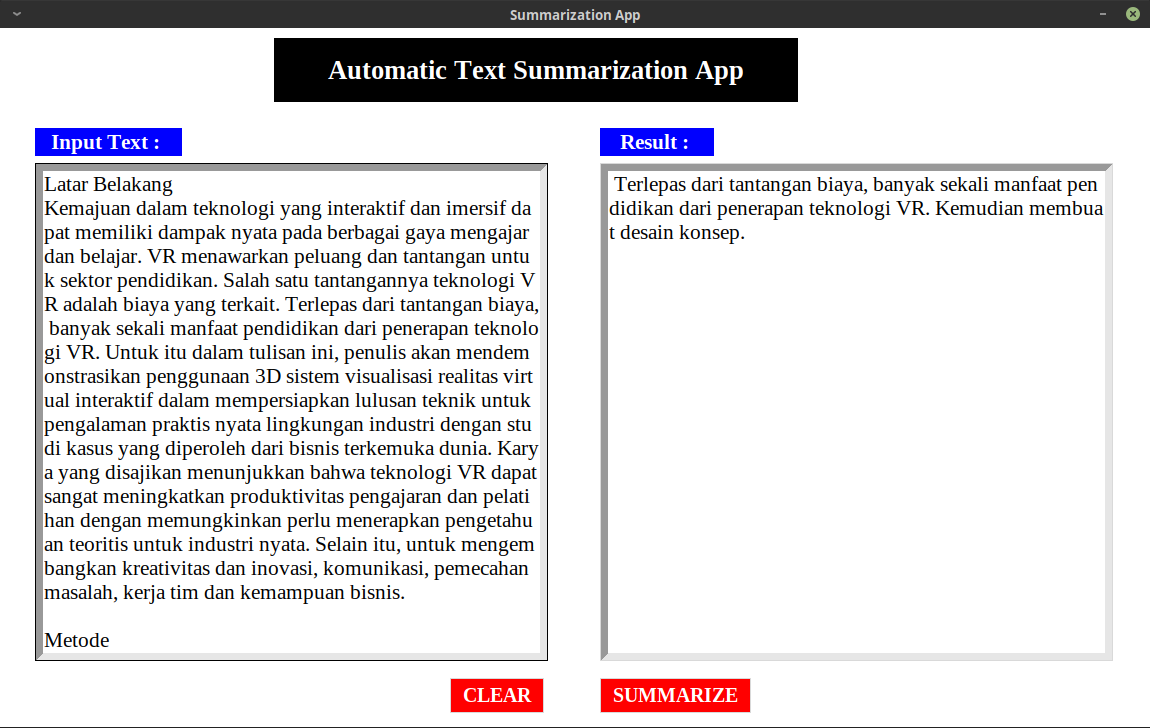 Summarization App
Automatic Text Summarization App
Input Text :
Latar Belakang
Kemajuan dalam teknologi yang interaktif dan imersif da
pat memiliki dampak nyata pada berbagai gaya mengajar
dan belajar. VR menawarkan peluang dan tantangan untu
k sektor pendidikan. Salah satu tantangannya teknologi V
R adalah biaya yang terkait. Terlepas dari tantangan biaya,
banyak sekali manfaat pendidikan dari penerapan teknolo
gi VR. Untuk itu dalam tulisan ini, penulis akan mendem
onstrasikan penggunaan 3D sistem visualisasi realitas virt
ual interaktif dalam mempersiapkan lulusan teknik untuk
pengalaman praktis nyata lingkungan industri dengan stu
di kasus yang diperoleh dari bisnis terkemuka dunia. Kary
a yang disajikan menunjukkan bahwa teknologi VR dapat
sangat meningkatkan produktivitas pengajaran dan pelati
han dengan memungkinkan perlu menerapkan pengetahu
an teoritis untuk industri nyata. Selain itu, untuk mengem
bangkan kreativitas dan inovasi, komunikasi, pemecahan
masalah, kerja tim dan kemampuan bisnis.
Metode
CLEAR
Result :
Terlepas dari tantangan biaya, banyak sekali manfaat pen
didikan dari penerapan teknologi VR. Kemudian membua
t desain konsep.
SUMMARIZE